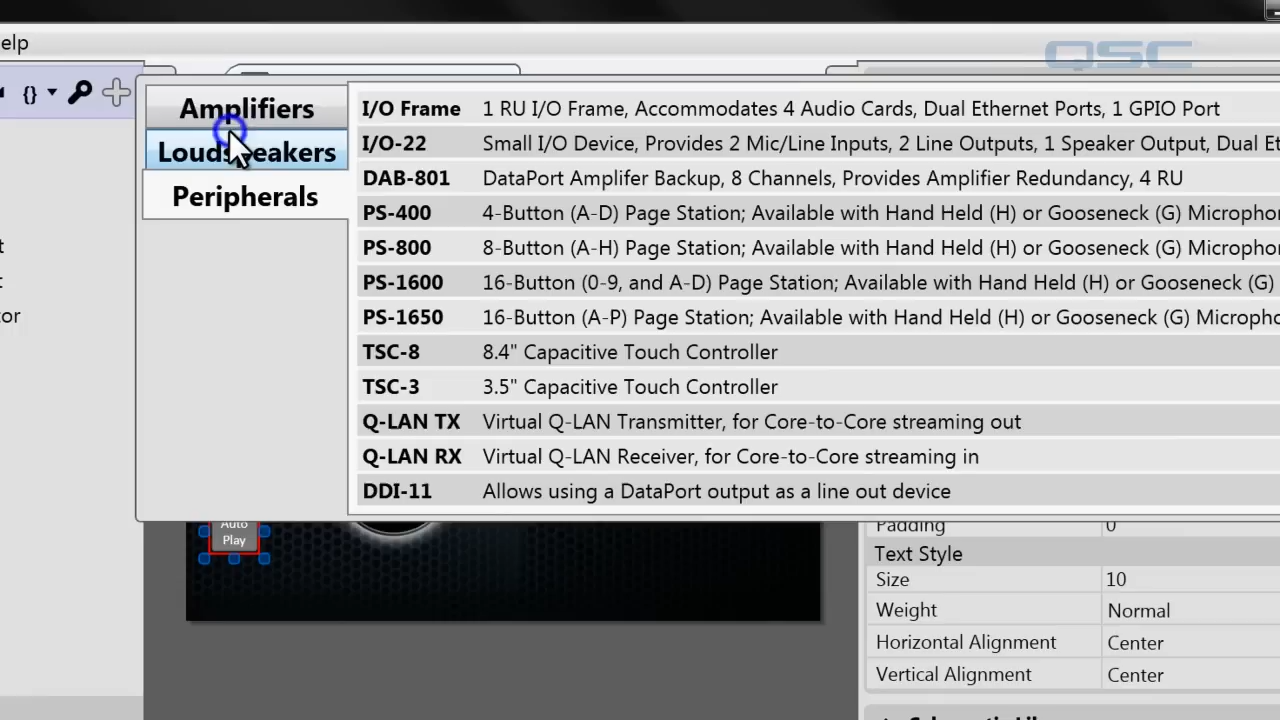 elp
QSC
{}
Amplifiers
Loudspeakers
Peripherals
I/O Frame 1 RU I/O Frame, Accommodates 4 Audio Cards, Dual Ethernet Ports, 1 GPIO Port
I/O-22 Small I/O Device, Provides 2 Mic/Line Inputs, 2 Line Outputs, 1 Speaker Output, Dual Et
DAB-801 DataPort Amplifer Backup, 8 Channels, Provides Amplifier Redundancy, 4 RU
PS-400 4-Button (A-D) Page Station; Available with Hand Held (H) or Gooseneck (G) Micropho
PS-800 8-Button (A-H) Page Station; Available with Hand Held (H) or Gooseneck (G) Micropho
PS-1600 16-Button (0-9, and A-D) Page Station; Available with Hand Held (H) or Gooseneck (G)
PS-1650 16-Button (A-P) Page Station; Available with Hand Held (H) or Gooseneck (G) Micropho
TSC-8 8.4" Capacitive Touch Controller
TSC-3 3.5" Capacitive Touch Controller
Q-LAN TX Virtual Q-LAN Transmitter, for Core-to-Core streaming out
Q-LAN RX Virtual Q-LAN Receiver, for Core-to-Core streaming in
DDI-11 Allows using a DataPort output as a line out device
t
t
tor
Auto
Play
Padding 0
Text Style
Size 10
Weight Normal
Horizontal Alignment Center
Vertical Alignment Center